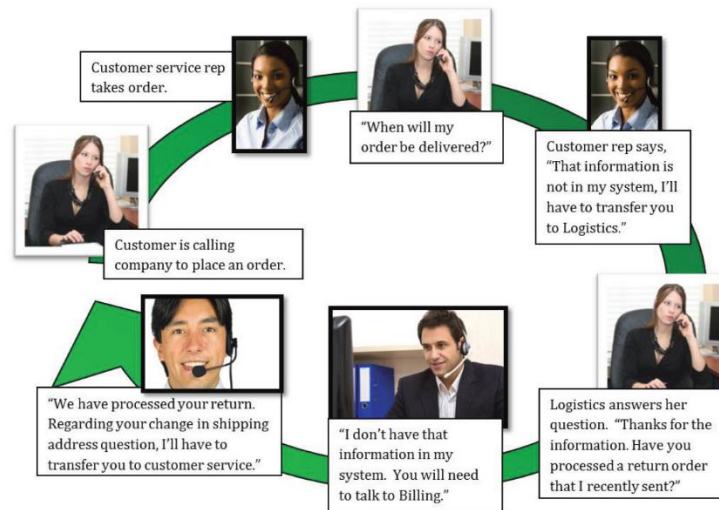 Customer service rep
takes order.
"When will my
order be delivered?"
Customer rep says,
"That information is
not in my system, I'll
have to transfer you
to Logistics."
Customer is calling
company to place an order.
"We have processed your return.
Regarding your change in shipping
address question, I'll have to
transfer you to customer service."
"I don't have that
information in my
system.  You will need
to talk to Billing."
Logistics answers her
question.  "Thanks for the
information. Have you
processed a return order
that I recently sent?"